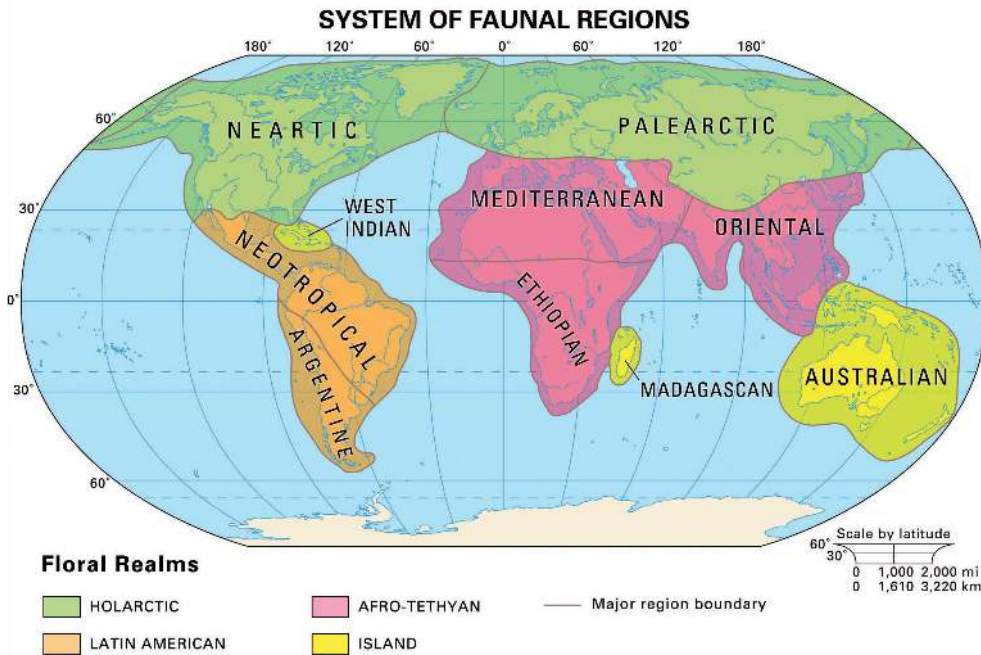 SYSTEM OF FAUNAL REGIONS
180° 120° 60° 0° 60° 120° 180°
60°
NEARTIC
PALEARCTIC
MEDITERRANEAN
WEST
INDIAN
30°
ORIENTAL
NEOTROPICAL
ETHIOPIAN
0°
ARGENTINE
MADAGASCAN
AUSTRALIAN
30°
60°
Scale by latitude
60°
30°
0 1,000 2,000 mi
0 1,610 3,220 km
Floral Realms
HOLARCTIC
AFRO-TETHYAN
Major region boundary
LATIN AMERICAN
ISLAND